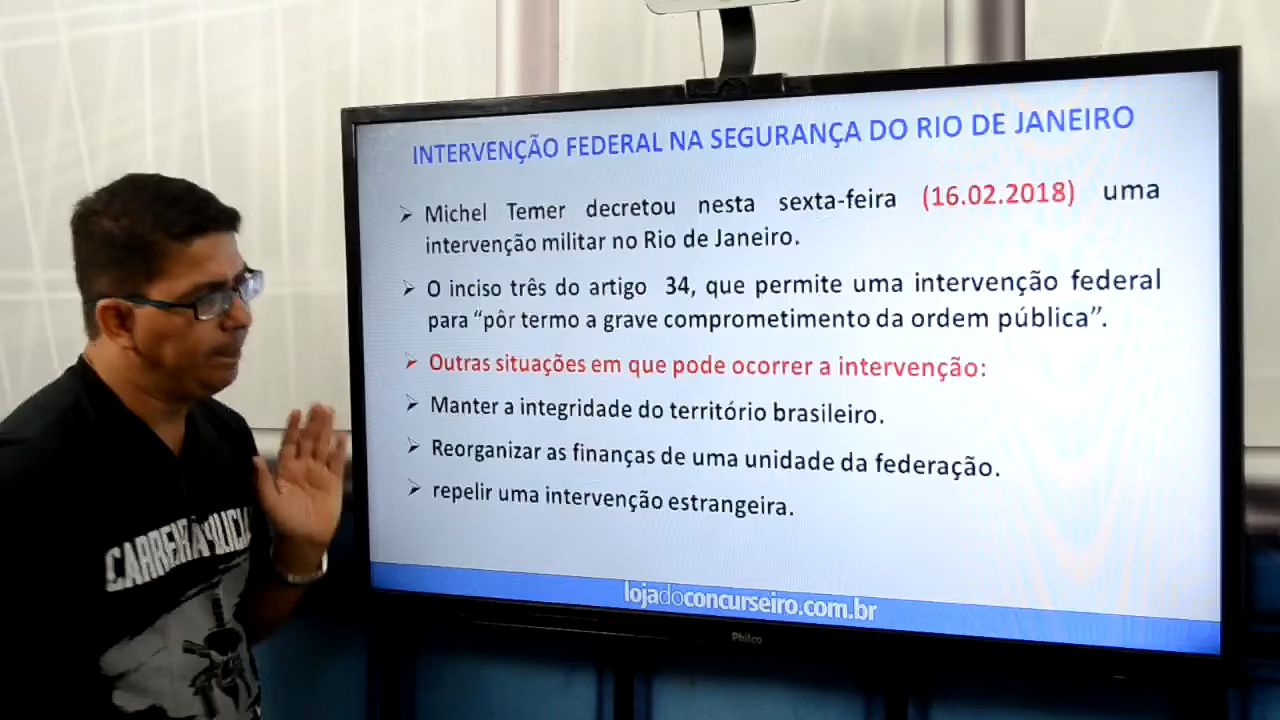 INTERVENÇÃO FEDERAL NA SEGURANÇA DO RIO DE JANEIRO
➢ Michel Temer decretou nesta sexta-feira (16.02.2018) uma
intervenção militar no Rio de Janeiro.
➢ O inciso três do artigo 34, que permite uma intervenção federal
para “pôr termo a grave comprometimento da ordem pública”.
➢ Outras situações em que pode ocorrer a intervenção:
➢ Manter a integridade do território brasileiro.
➢ Reorganizar as finanças de uma unidade da federação.
➢ repelir uma intervenção estrangeira.
lojadoconcurseiro.com.br
Philco
CARREIRA POLICIAL